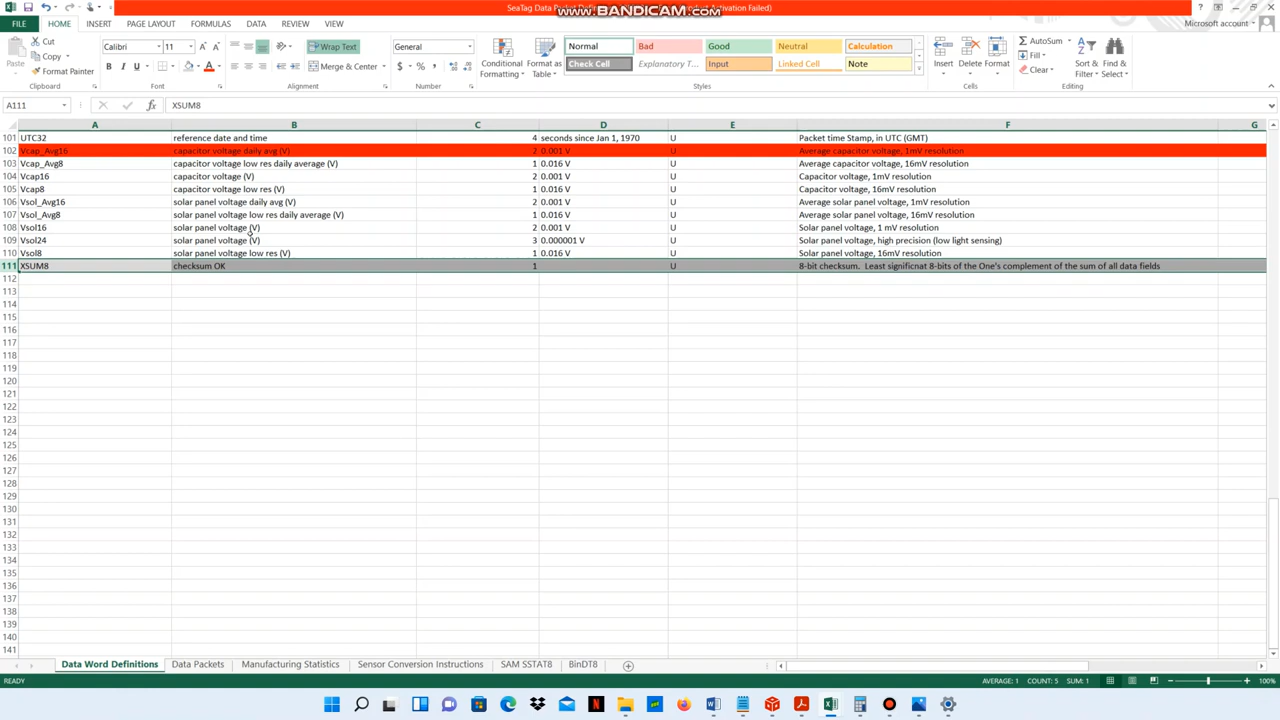 SeaTag Data Packet
www.BANDICAM.com
Activation Failed)
FILE HOME INSERT PAGE LAYOUT FORMULAS DATA REVIEW VIEW Microsoft account
Paste Cut Copy Format Painter
Calibri 11
Wrap Text
Merge & Center
General
Conditional Formatting
Format as Table
Normal Bad Good Neutral Calculation
Check Cell Explanatory T... Input Linked Cell Note
Insert Delete Format
AutoSum Fill Clear
Sort & Filter Find & Select
Clipboard Font Alignment Number Styles Cells Editing
A111 XSUM8
A B C D E F G
101 UTC32 reference date and time 4 seconds since Jan 1, 1970 U Packet time Stamp, in UTC (GMT)
102 Vcap_Avg16 capacitor voltage daily avg (V) 2 0.001 V U Average capacitor voltage, 1mV resolution
103 Vcap_Avg8 capacitor voltage low res daily average (V) 1 0.016 V U Average capacitor voltage, 16mV resolution
104 Vcap16 capacitor voltage (V) 2 0.001 V U Capacitor voltage, 1mV resolution
105 Vcap8 capacitor voltage low res (V) 1 0.016 V U Capacitor voltage, 16mV resolution
106 Vsol_Avg16 solar panel voltage daily avg (V) 2 0.001 V U Average solar panel voltage, 1mV resolution
107 Vsol_Avg8 solar panel voltage low res daily average (V) 1 0.016 V U Average solar panel voltage, 16mV resolution
108 Vsol16 solar panel voltage (V) 2 0.001 V U Solar panel voltage, 1 mV resolution
109 Vsol24 solar panel voltage (V) 3 0.000001 V U Solar panel voltage, high precision (low light sensing)
110 Vsol8 solar panel voltage low res (V) 1 0.016 V U Solar panel voltage, 16mV resolution
111 XSUM8 checksum OK 1 U 8-bit checksum. Least significnat 8-bits of the One's complement of the sum of all data fields
112
113
114
115
116
117
118
119
120
121
122
123
124
125
126
127
128
129
130
131
132
133
134
135
136
137
138
139
140
141
Data Word Definitions Data Packets Manufacturing Statistics Sensor Conversion Instructions SAM SSTAT8 BinDT8
READY AVERAGE: 1 COUNT: 5 SUM: 1 100%